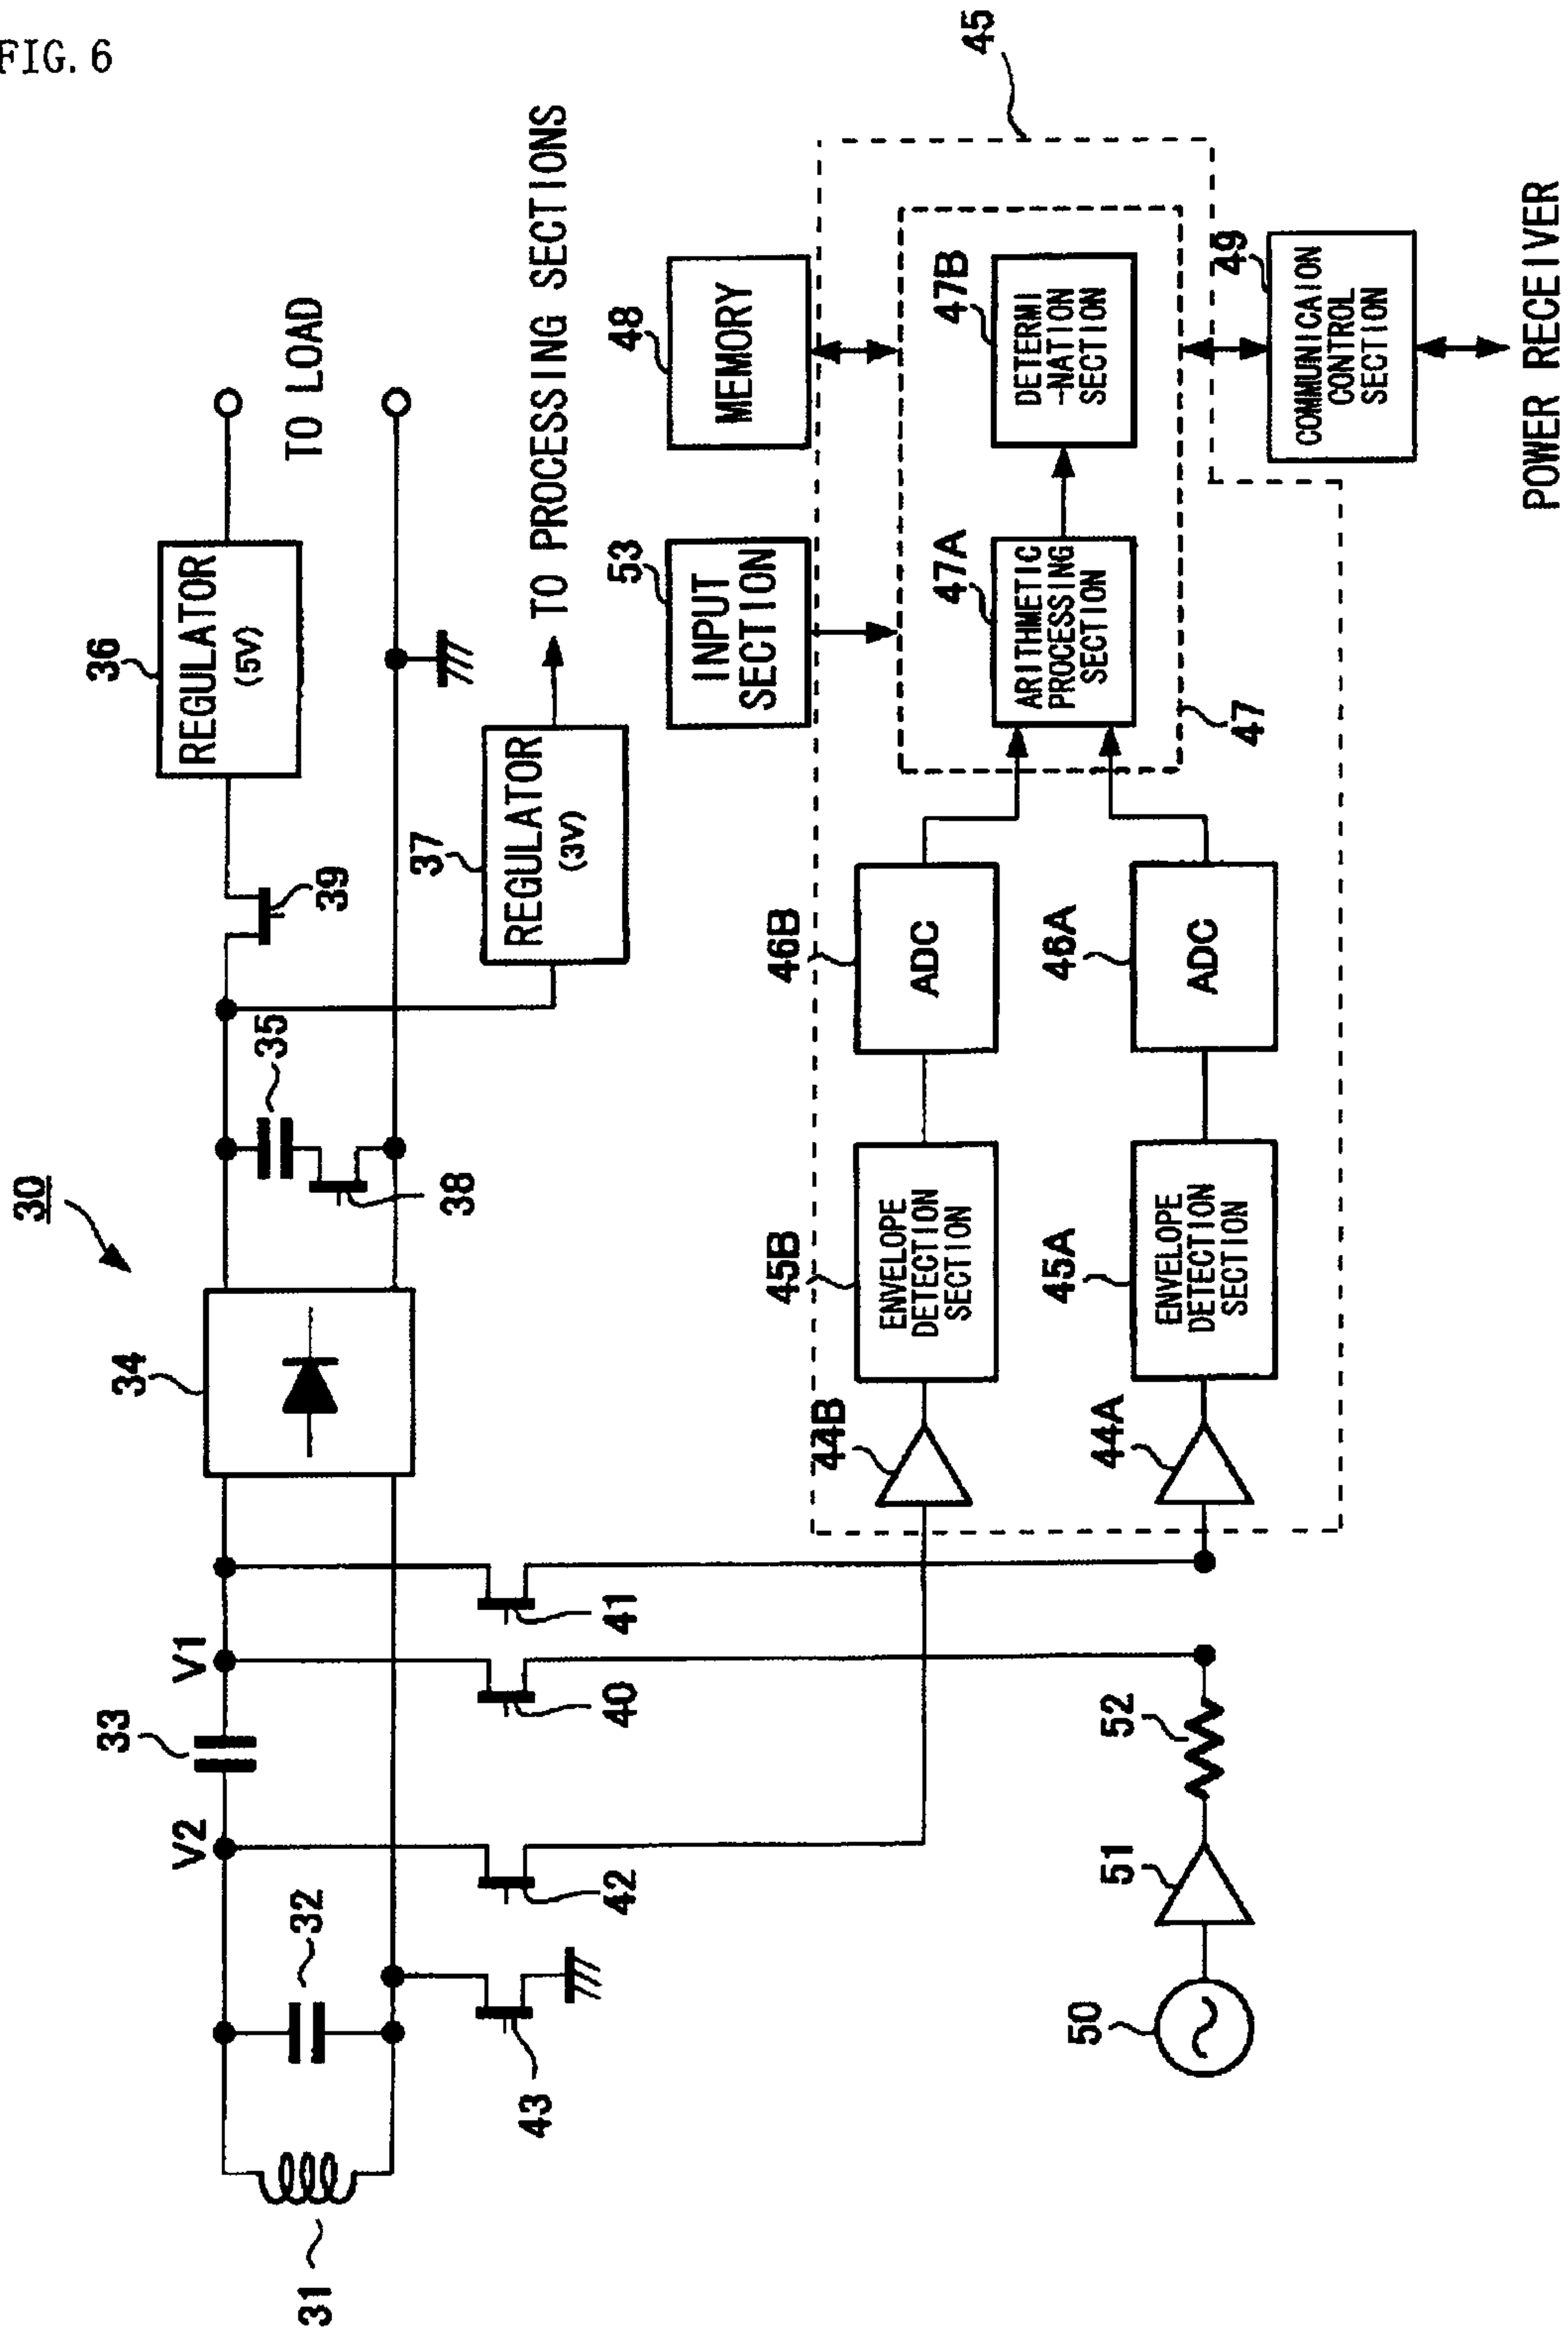 FIG. 6
30
31
32
33
V2
V1
34
35
38
39
36
REGULATOR
(5V)
TO LOAD
37
REGULATOR
(3V)
TO PROCESSING SECTIONS
43
42
40
41
50
51
52
44B
44A
45B
ENVELOPE
DETECTION
SECTION
45A
ENVELOPE
DETECTION
SECTION
46B
ADC
46A
ADC
53
INPUT
SECTION
48
MEMORY
47A
ARITHMETIC
PROCESSING
SECTION
47B
DETERMI
-NATION
SECTION
47
45
49
COMMUNICAION
CONTROL
SECTION
POWER RECEIVER